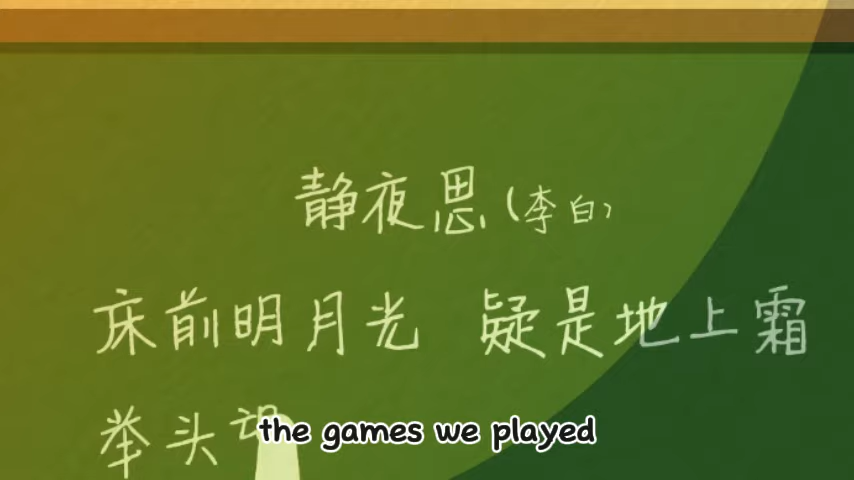 静夜思(李白)
床前明月光 疑是地上霜
举头
the games we played